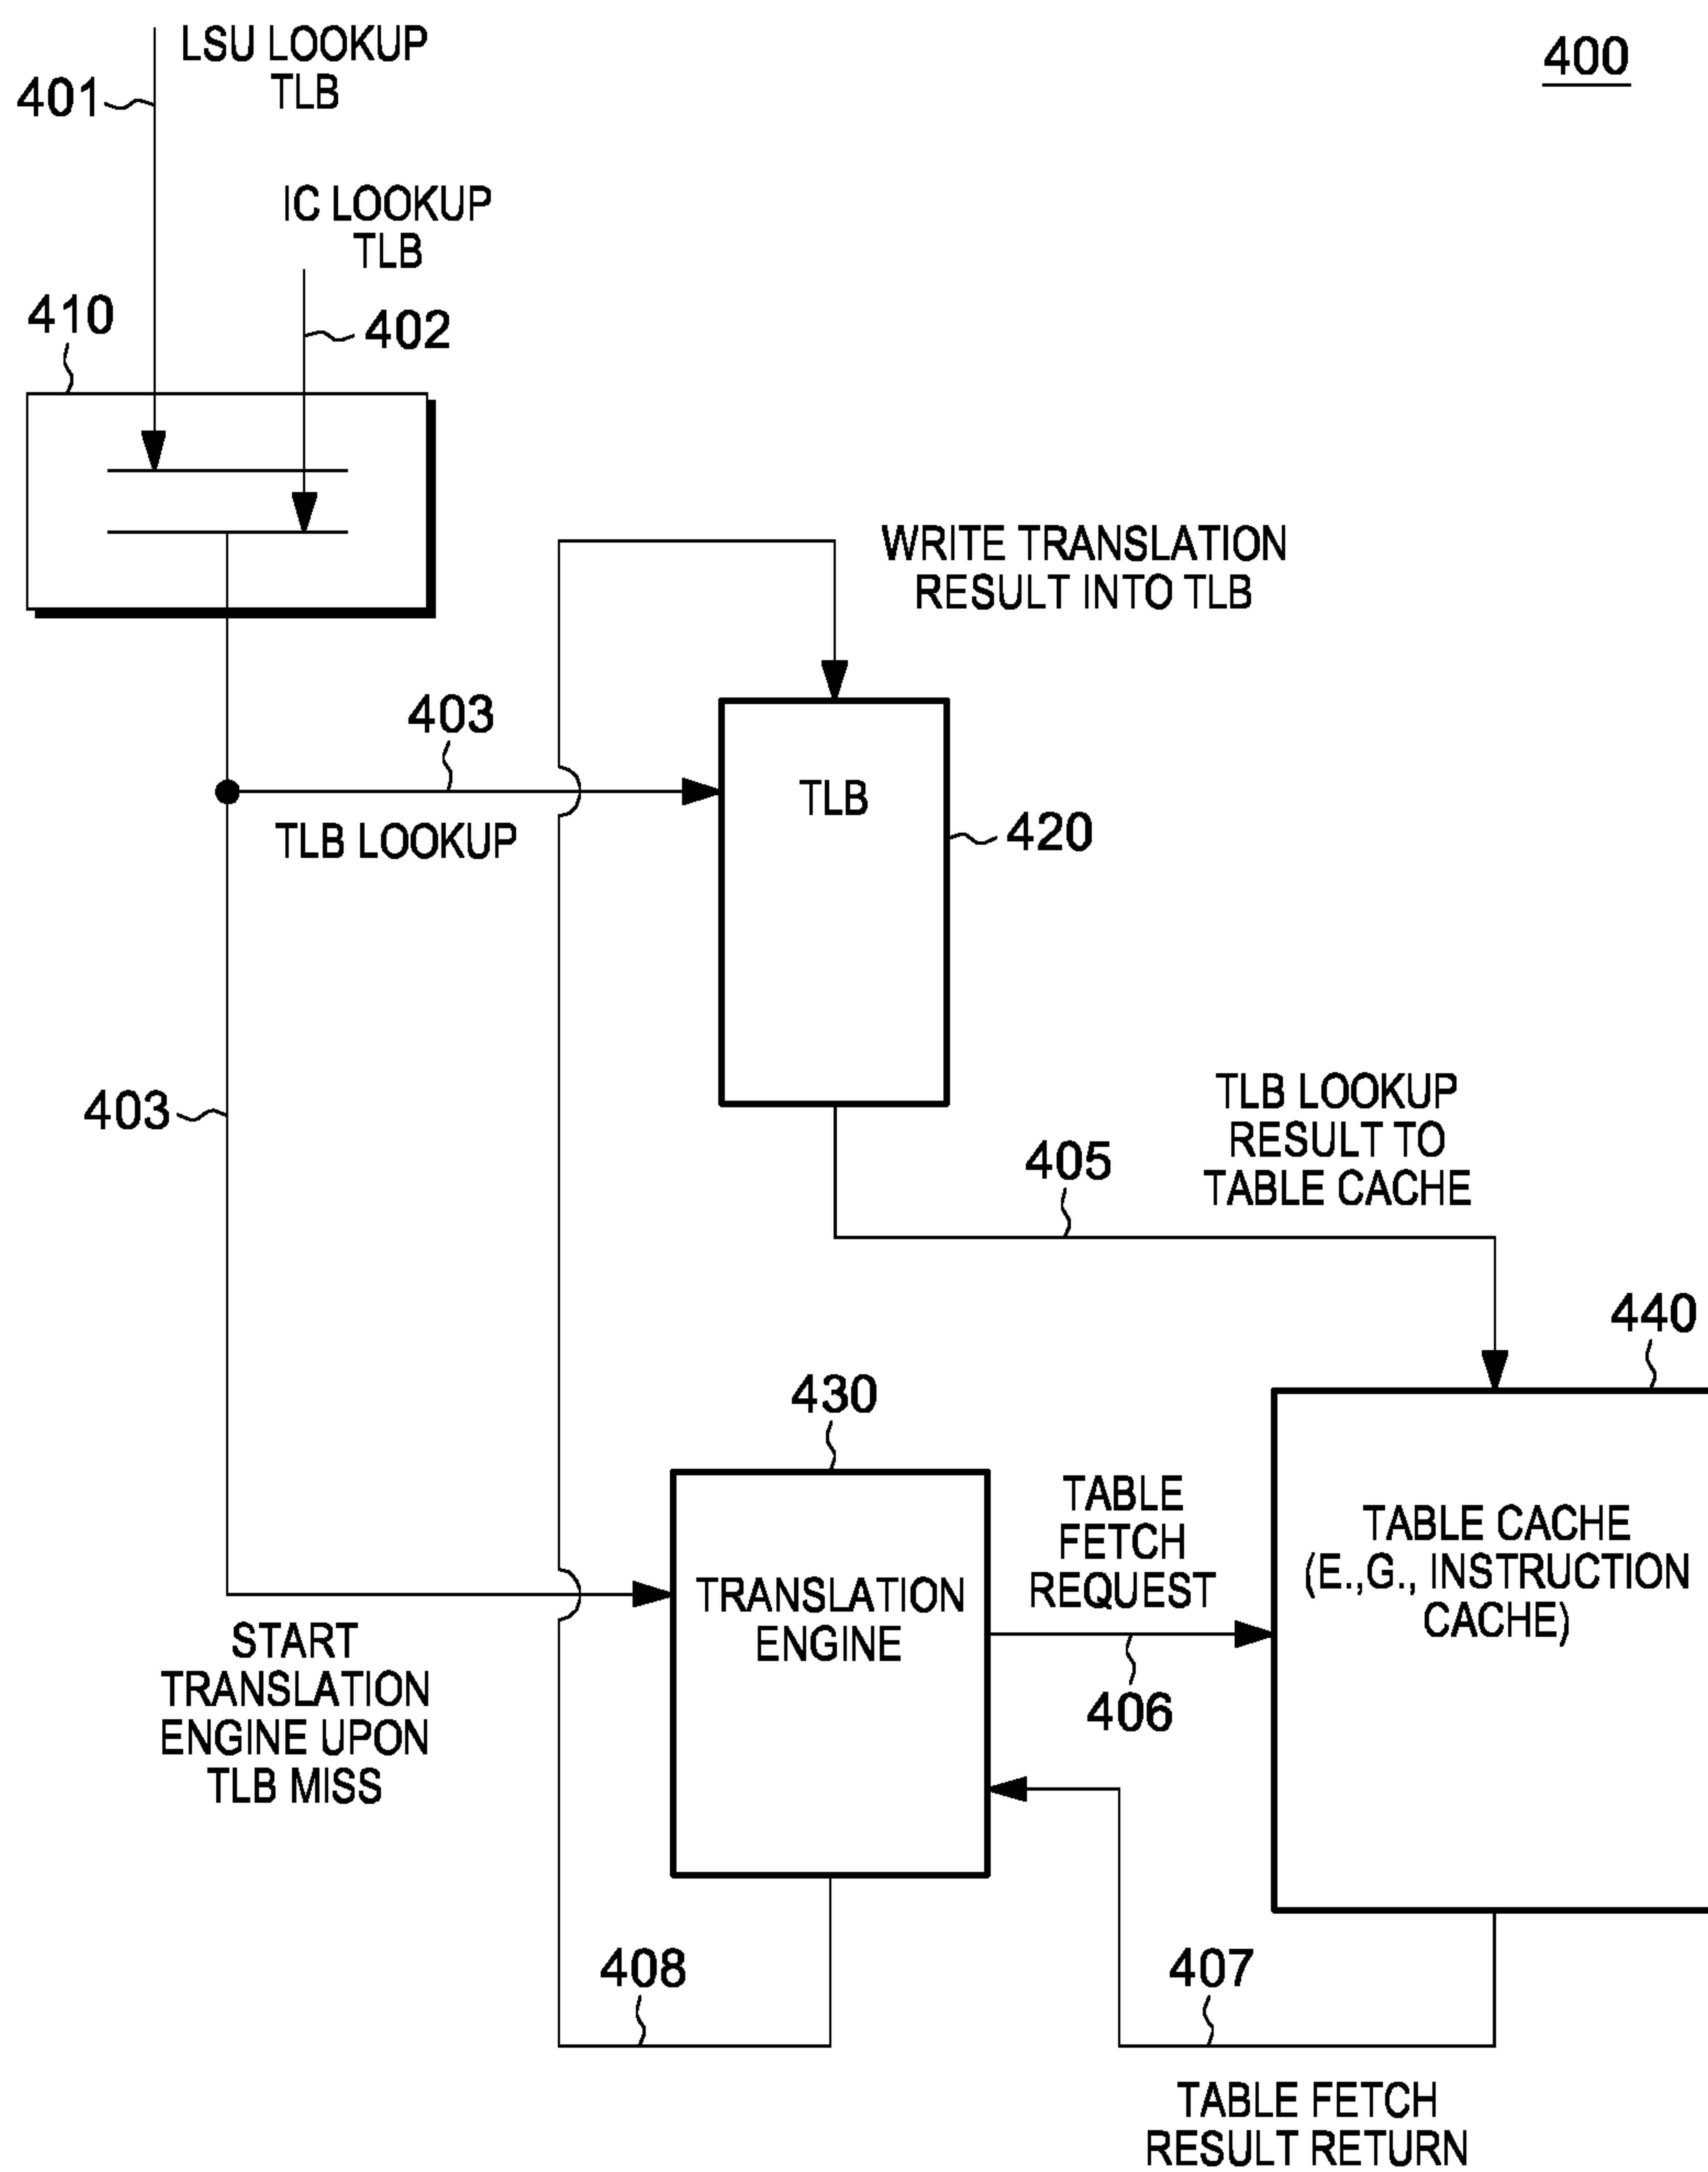 LSU LOOKUP
TLB
400
401
IC LOOKUP
TLB
410
402
WRITE TRANSLATION
RESULT INTO TLB
403
TLB
TLB LOOKUP
420
403
TLB LOOKUP
RESULT TO
TABLE CACHE
405
440
430
TABLE
FETCH
REQUEST
TABLE CACHE
(E.,G., INSTRUCTION
CACHE)
TRANSLATION
ENGINE
START
TRANSLATION
ENGINE UPON
TLB MISS
406
408
407
TABLE FETCH
RESULT RETURN